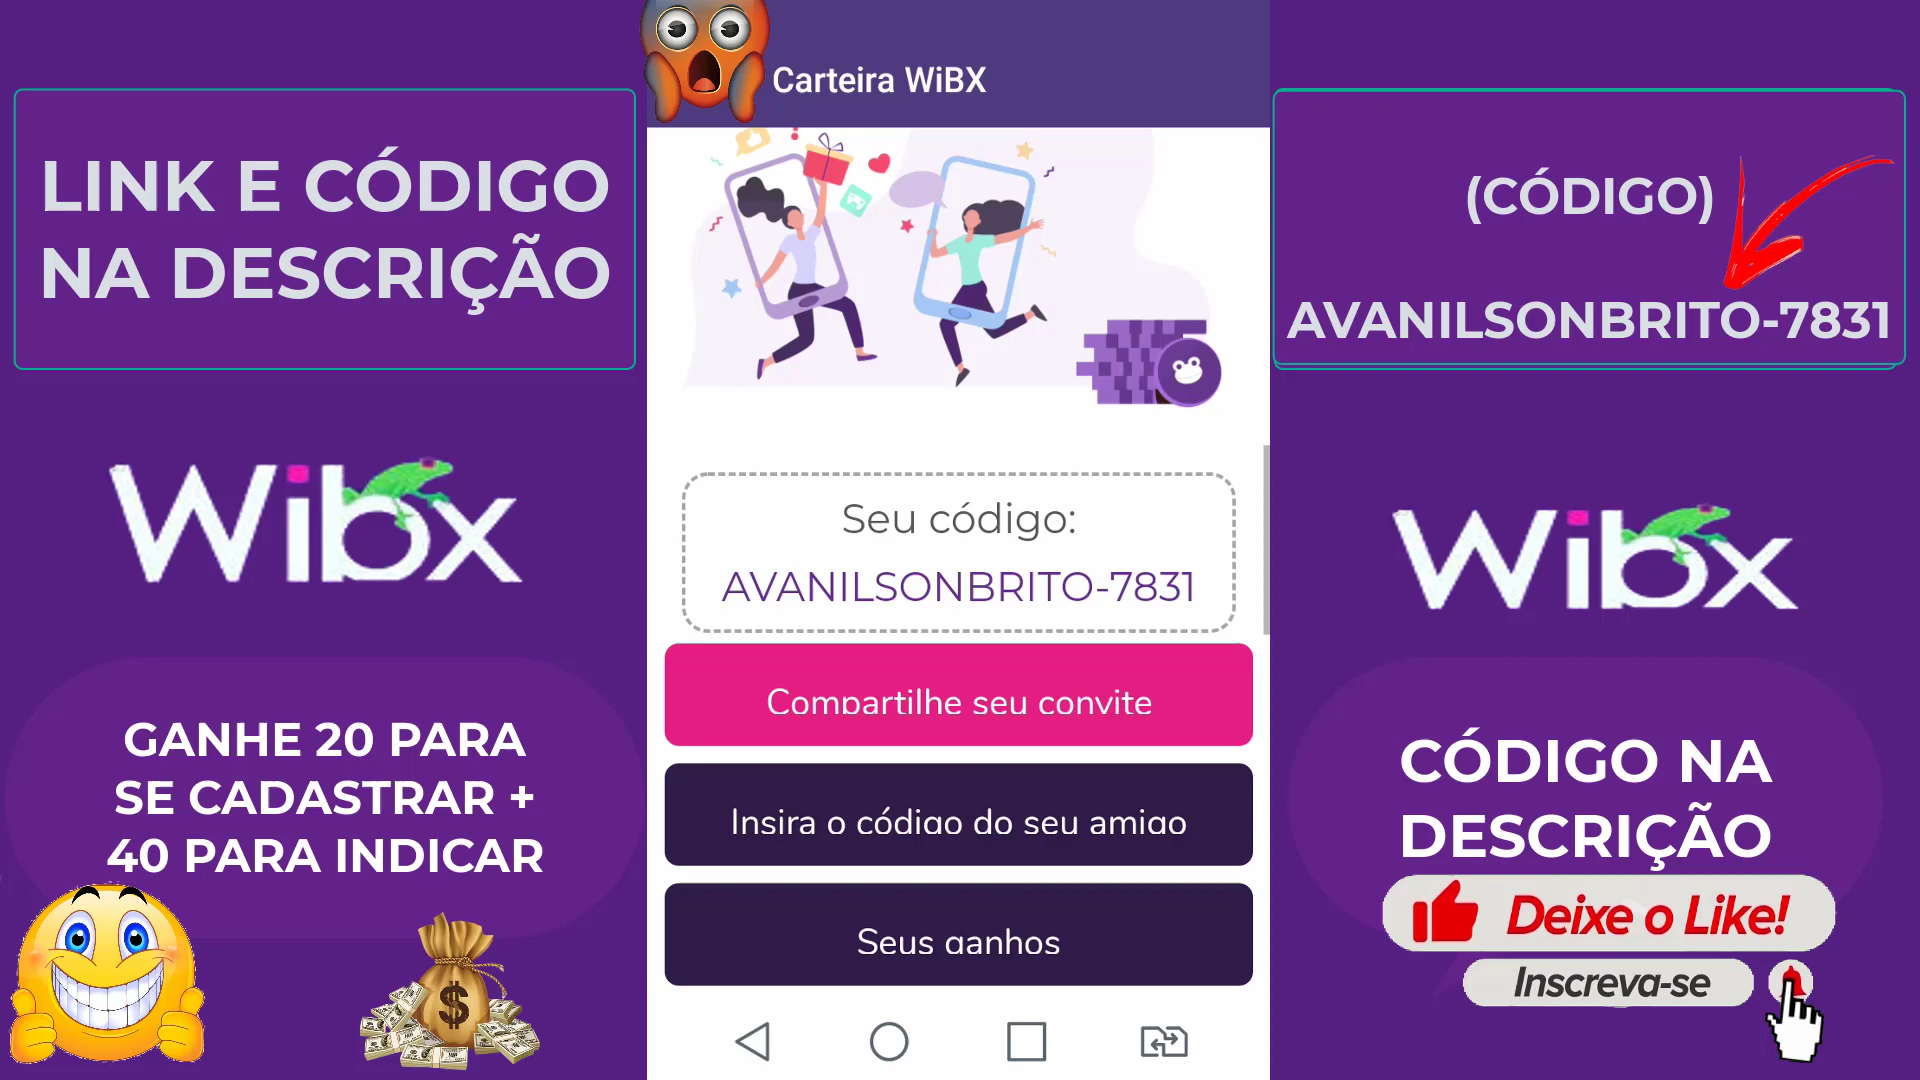 LINK E CÓDIGO
NA DESCRIÇÃO
Wibx
GANHE 20 PARA
SE CADASTRAR +
40 PARA INDICAR
$
Carteira WiBX
Seu código:
AVANILSONBRITO-7831
Compartilhe seu convite
Insira o código do seu amigo
Seus ganhos
(CÓDIGO)
AVANILSONBRITO-7831
Wibx
CÓDIGO NA
DESCRIÇÃO
Deixe o Like!
Inscreva-se